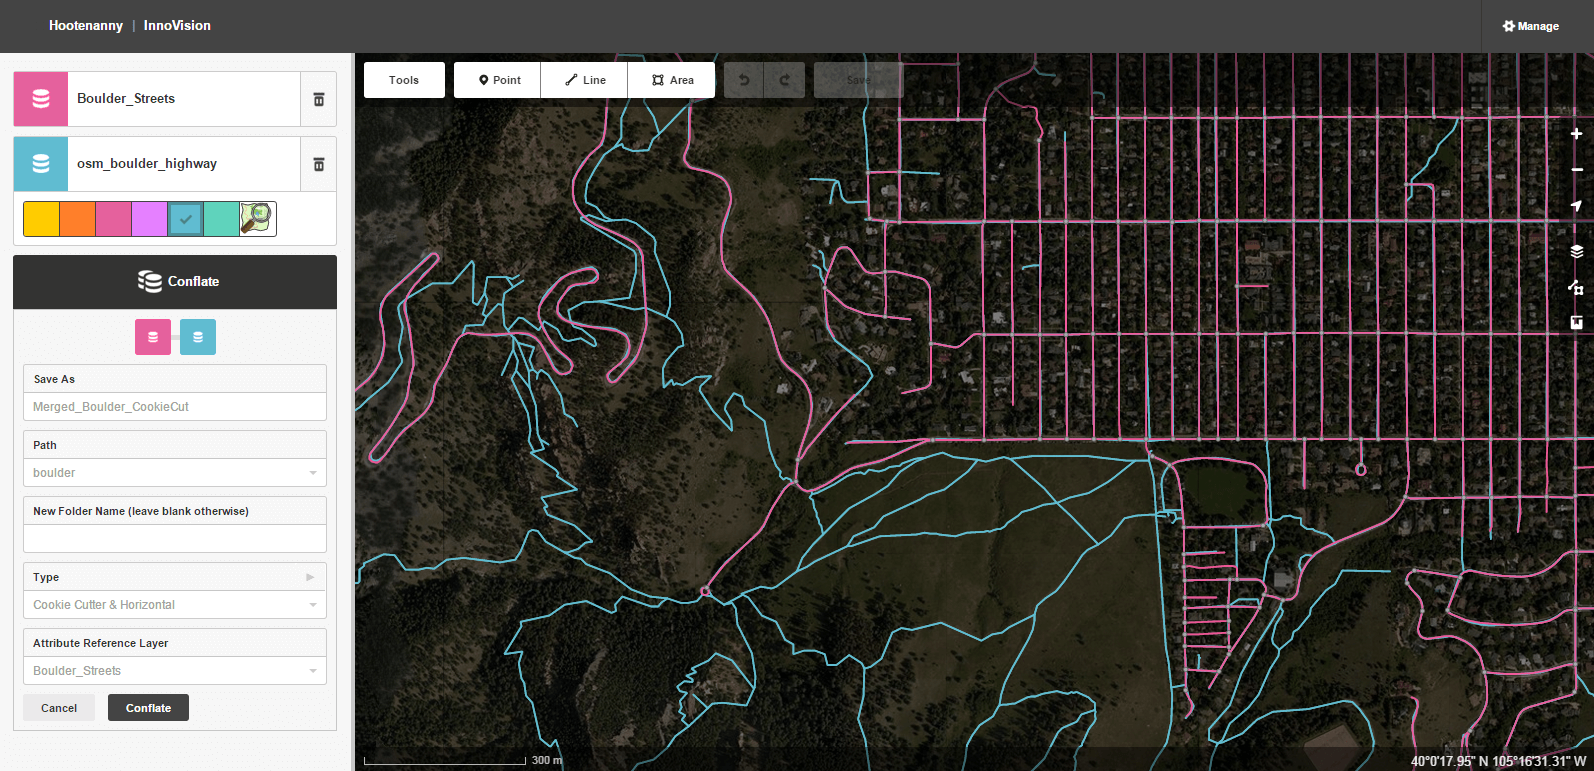 Hootenanny | InnoVision
Manage
Tools
Point
Line
Area
Save
Boulder_Streets
osm_boulder_highway
Conflate
Save As
Merged_Boulder_CookieCut
Path
boulder
New Folder Name (leave blank otherwise)
Type
Cookie Cutter & Horizontal
Attribute Reference Layer
Boulder_Streets
Cancel
Conflate
300 m
40°0'17.95" N 105°16'31.31" W